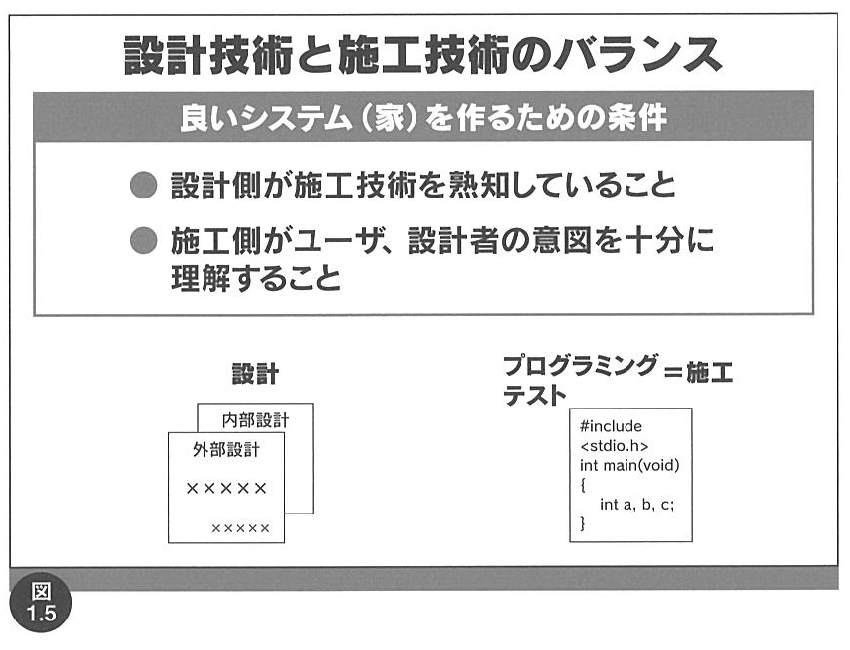 設計技術と施工技術のバランス
良いシステム（家）を作るための条件
● 設計側が施工技術を熟知していること
● 施工側がユーザ、設計者の意図を十分に
理解すること
設計
内部設計
外部設計
×××××
×××××
プログラミング
テスト
＝施工
#include
<stdio.h>
int main(void)
{
int a, b, c;
}
図
1.5